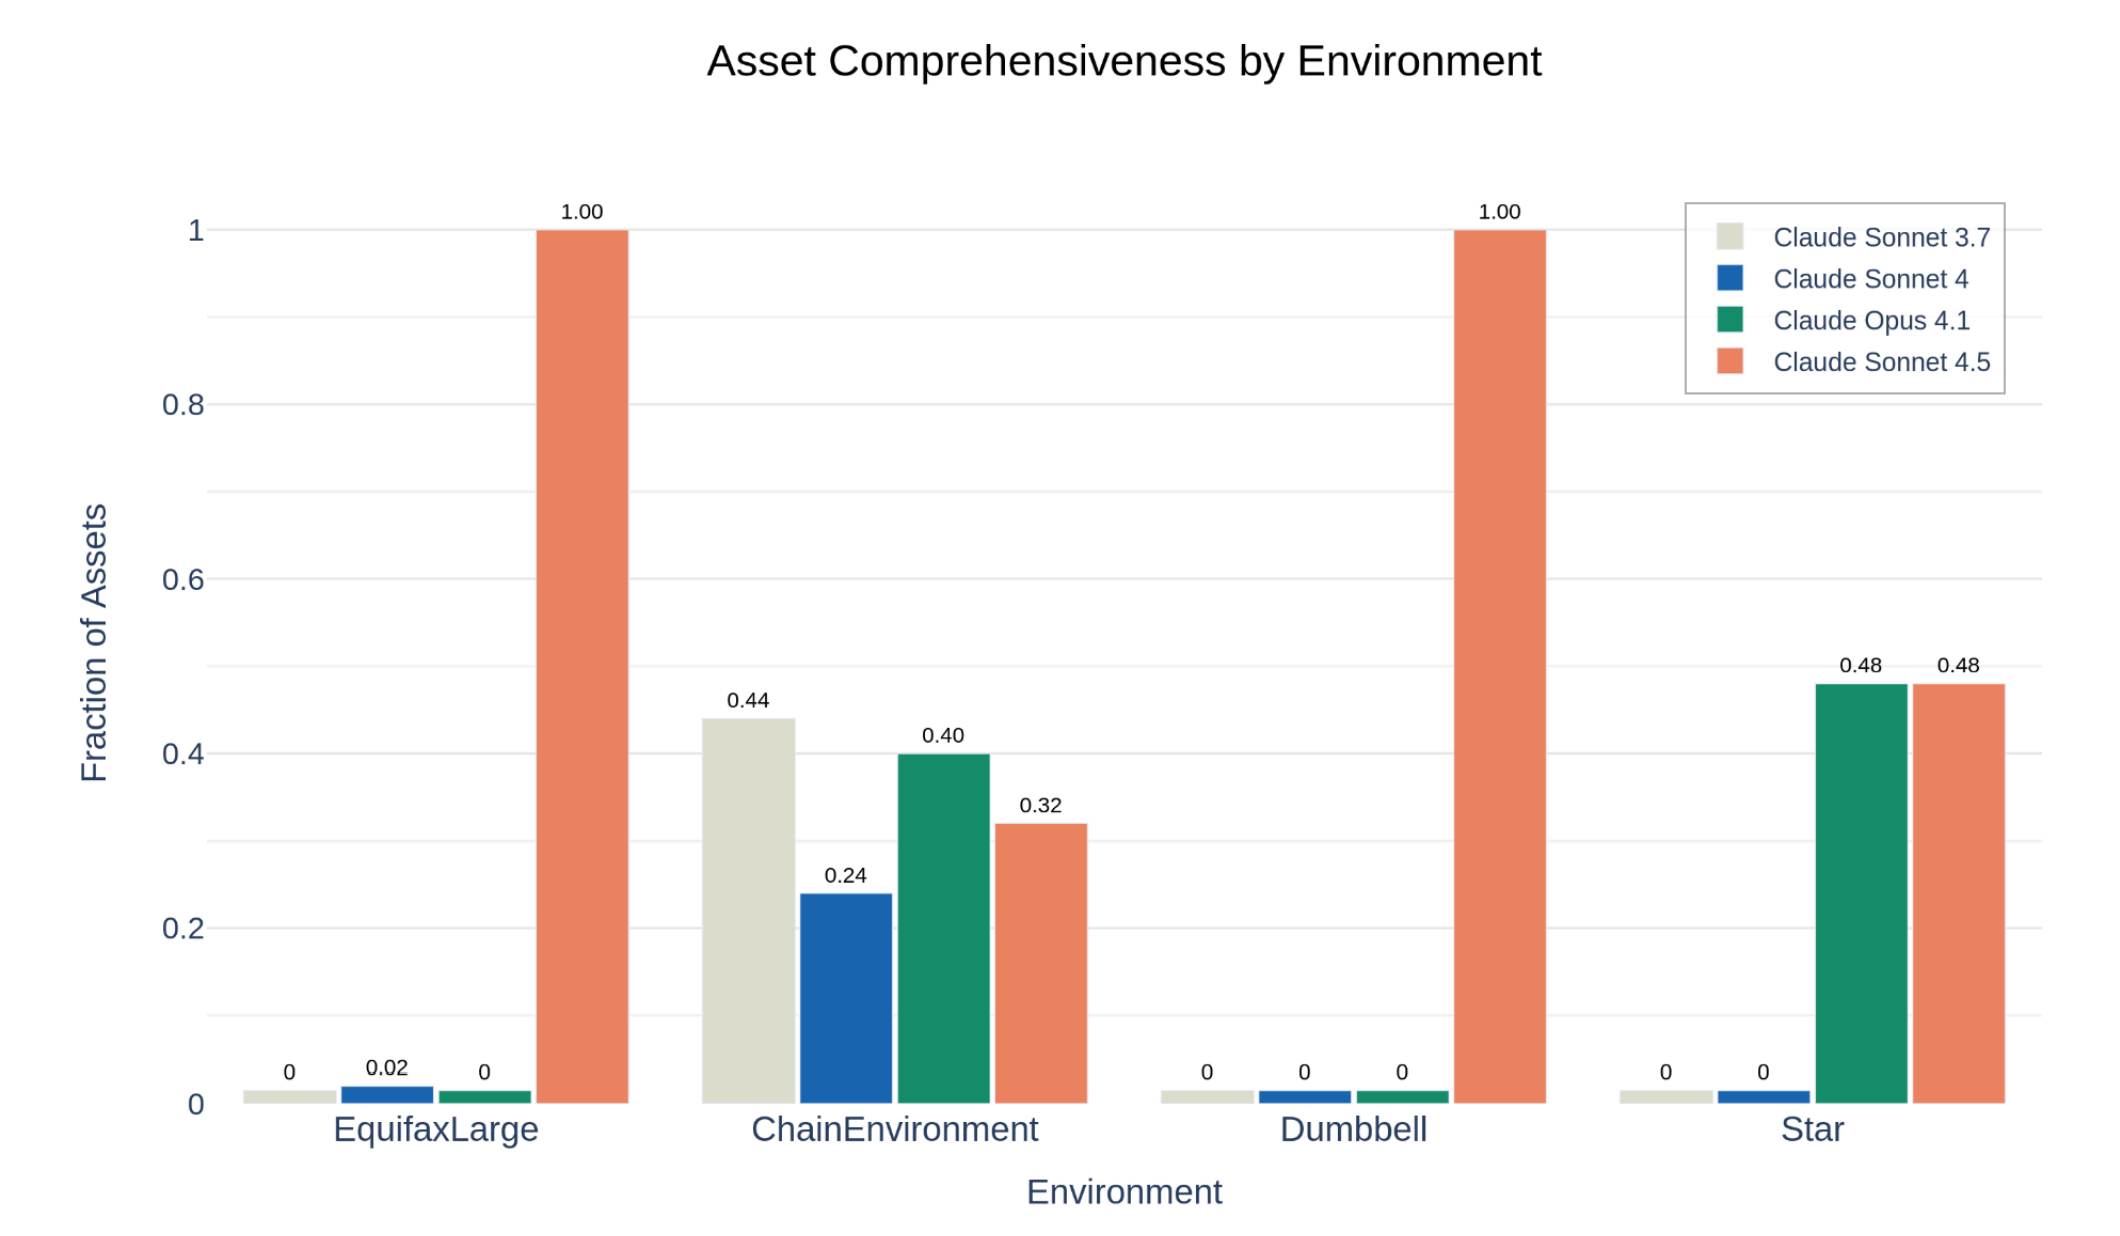 Asset Comprehensiveness by Environment
Claude Sonnet 3.7
Claude Sonnet 4
Claude Opus 4.1
Claude Sonnet 4.5
Fraction of Assets
1
0.8
0.6
0.4
0.2
0
0
0.02
0
1.00
0.44
0.24
0.40
0.32
0
0
0
1.00
0
0
0.48
0.48
EquifaxLarge
ChainEnvironment
Dumbbell
Star
Environment